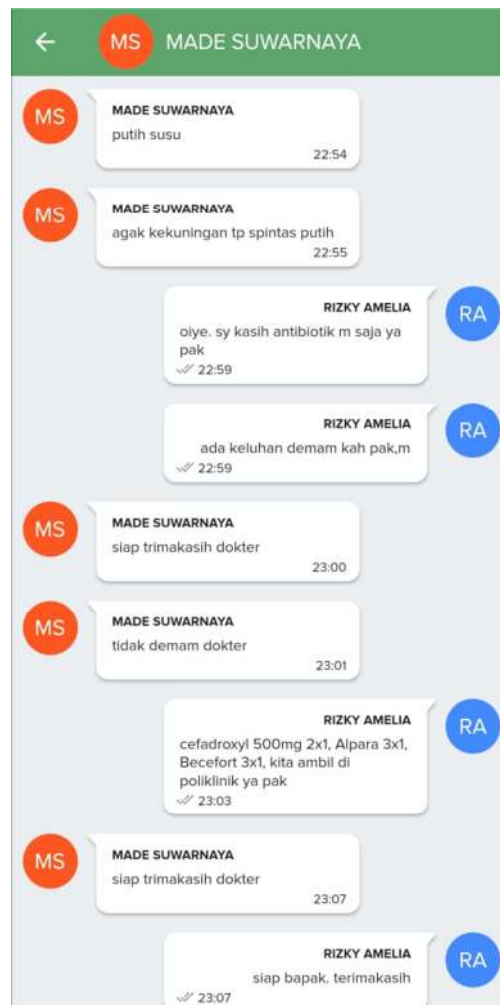 MS MADE SUWARNAYA
MS
MADE SUWARNAYA
putih susu
22:54
MS
MADE SUWARNAYA
agak kekuningan tp spintas putih
22:55
RIZKY AMELIA
RA
oiye. sy kasih antibiotik m saja ya
pak
22:59
RIZKY AMELIA
RA
ada keluhan demam kah pak,m
22:59
MS
MADE SUWARNAYA
siap trimakasih dokter
23:00
MS
MADE SUWARNAYA
tidak demam dokter
23:01
RIZKY AMELIA
RA
cefadroxyl 500mg 2x1, Alpara 3x1,
Becefort 3x1, kita ambil di
poliklinik ya pak
23:03
MS
MADE SUWARNAYA
siap trimakasih dokter
23:07
RIZKY AMELIA
RA
siap bapak. terimakasih
23:07